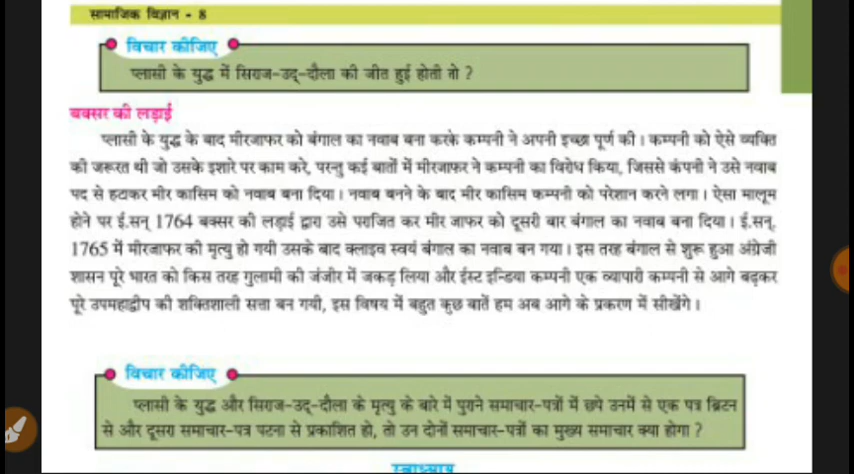 सामाजिक विज्ञान - 8
विचार कीजिए
प्लासी के युद्ध में सिराज-उद्-दौला की जीत हुई होती तो ?
बक्सर की लड़ाई
प्लासी के युद्ध के बाद मीरजाफर को बंगाल का नवाब बना करके कम्पनी ने अपनी इच्छा पूर्ण की । कम्पनी को ऐसे व्यक्ति
की जरूरत थी जो उसके इशारे पर काम करे, परन्तु कई बातों में मीरजाफर ने कम्पनी का विरोध किया, जिससे कंपनी ने उसे नवाब
पद से हटाकर मीर कासिम को नवाब बना दिया । नवाब बनने के बाद मीर कासिम कम्पनी को परेशान करने लगा । ऐसा मालूम
होने पर ई.सन् 1764 बक्सर की लड़ाई द्वारा उसे पराजित कर मीर जाफर को दूसरी बार बंगाल का नवाब बना दिया । ई.सन्.
1765 में मीरजाफर की मृत्यु हो गयी उसके बाद क्लाइव स्वयं बंगाल का नवाब बन गया । इस तरह बंगाल से शुरू हुआ अंग्रेजी
शासन पूरे भारत को किस तरह गुलामी की जंजीर में जकड़ लिया और ईस्ट इन्डिया कम्पनी एक व्यापारी कम्पनी से आगे बढ़कर
पूरे उपमहाद्वीप की शक्तिशाली सत्ता बन गयी, इस विषय में बहुत कुछ बातें हम अब आगे के प्रकरण में सीखेंगे ।
विचार कीजिए
प्लासी के युद्ध और सिराज-उद्-दौला के मृत्यु के बारे में पुराने समाचार-पत्रों में छपे उनमें से एक पत्र ब्रिटन
से और दूसरा समाचार-पत्र पटना से प्रकाशित हो, तो उन दोनों समाचार-पत्रों का मुख्य समाचार क्या होगा ?
स्वाध्याय